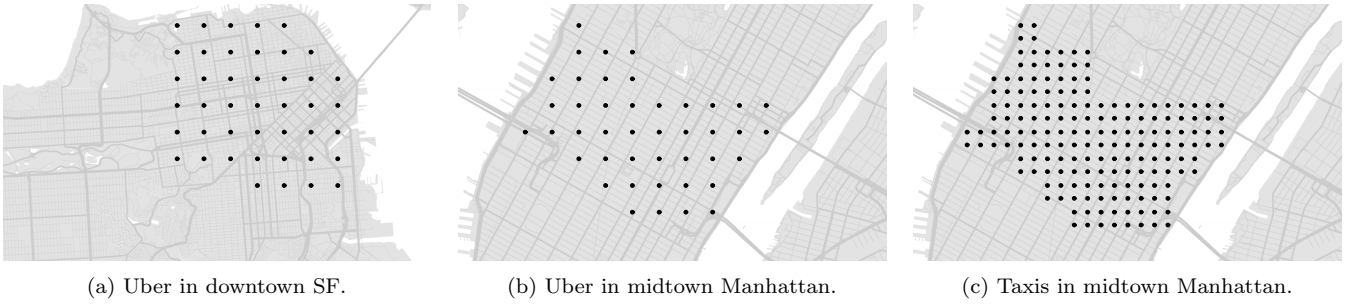 (a) Uber in downtown SF.
(b) Uber in midtown Manhattan.
(c) Taxis in midtown Manhattan.